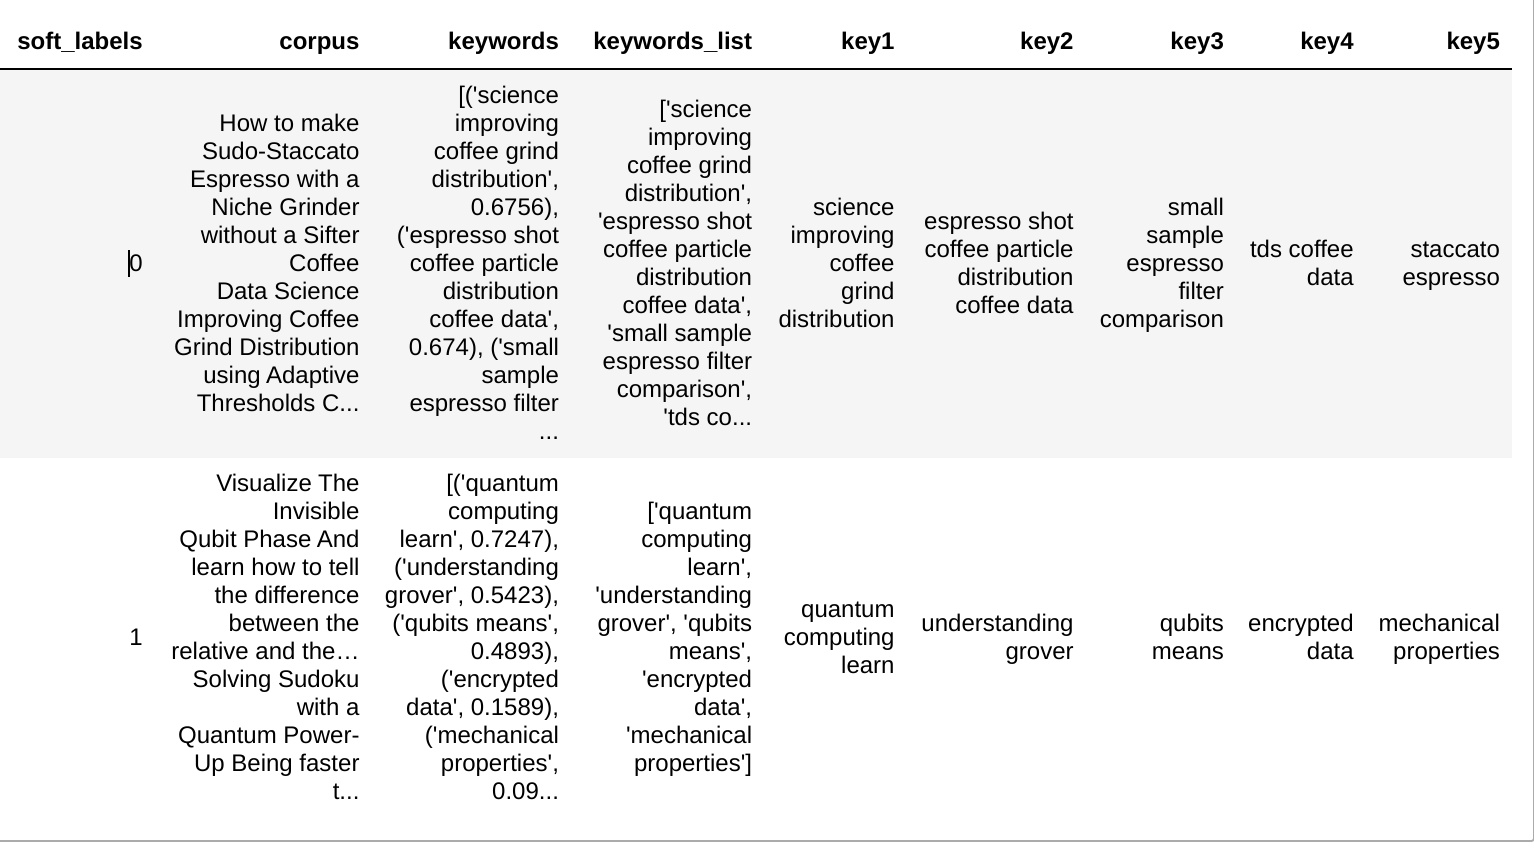 soft_labels corpus keywords keywords_list key1 key2 key3 key4 key5
0
How to make
Sudo-Staccato
Espresso with a
Niche Grinder
without a Sifter
Coffee
Data Science
Improving Coffee
Grind Distribution
using Adaptive
Thresholds C...
[('science
improving
coffee grind
distribution',
0.6756),
('espresso shot
coffee particle
distribution
coffee data',
0.674), ('small
sample
espresso filter
...
['science
improving
coffee grind
distribution',
'espresso shot
coffee particle
distribution
coffee data',
'small sample
espresso filter
comparison',
'tds co...
science
improving
coffee
grind
distribution
espresso shot
coffee particle
distribution
coffee data
small
sample
espresso
filter
comparison
tds coffee
data
staccato
espresso
1
Visualize The
Invisible
Qubit Phase And
learn how to tell
the difference
between the
relative and the…
Solving Sudoku
with a
Quantum Power-
Up Being faster
t...
[('quantum
computing
learn', 0.7247),
('understanding
grover', 0.5423),
('qubits means',
0.4893),
('encrypted
data', 0.1589),
('mechanical
properties',
0.09...
['quantum
computing
learn',
'understanding
grover', 'qubits
means',
'encrypted
data',
'mechanical
properties']
quantum
computing
learn
understanding
grover
qubits
means
encrypted
data
mechanical
properties